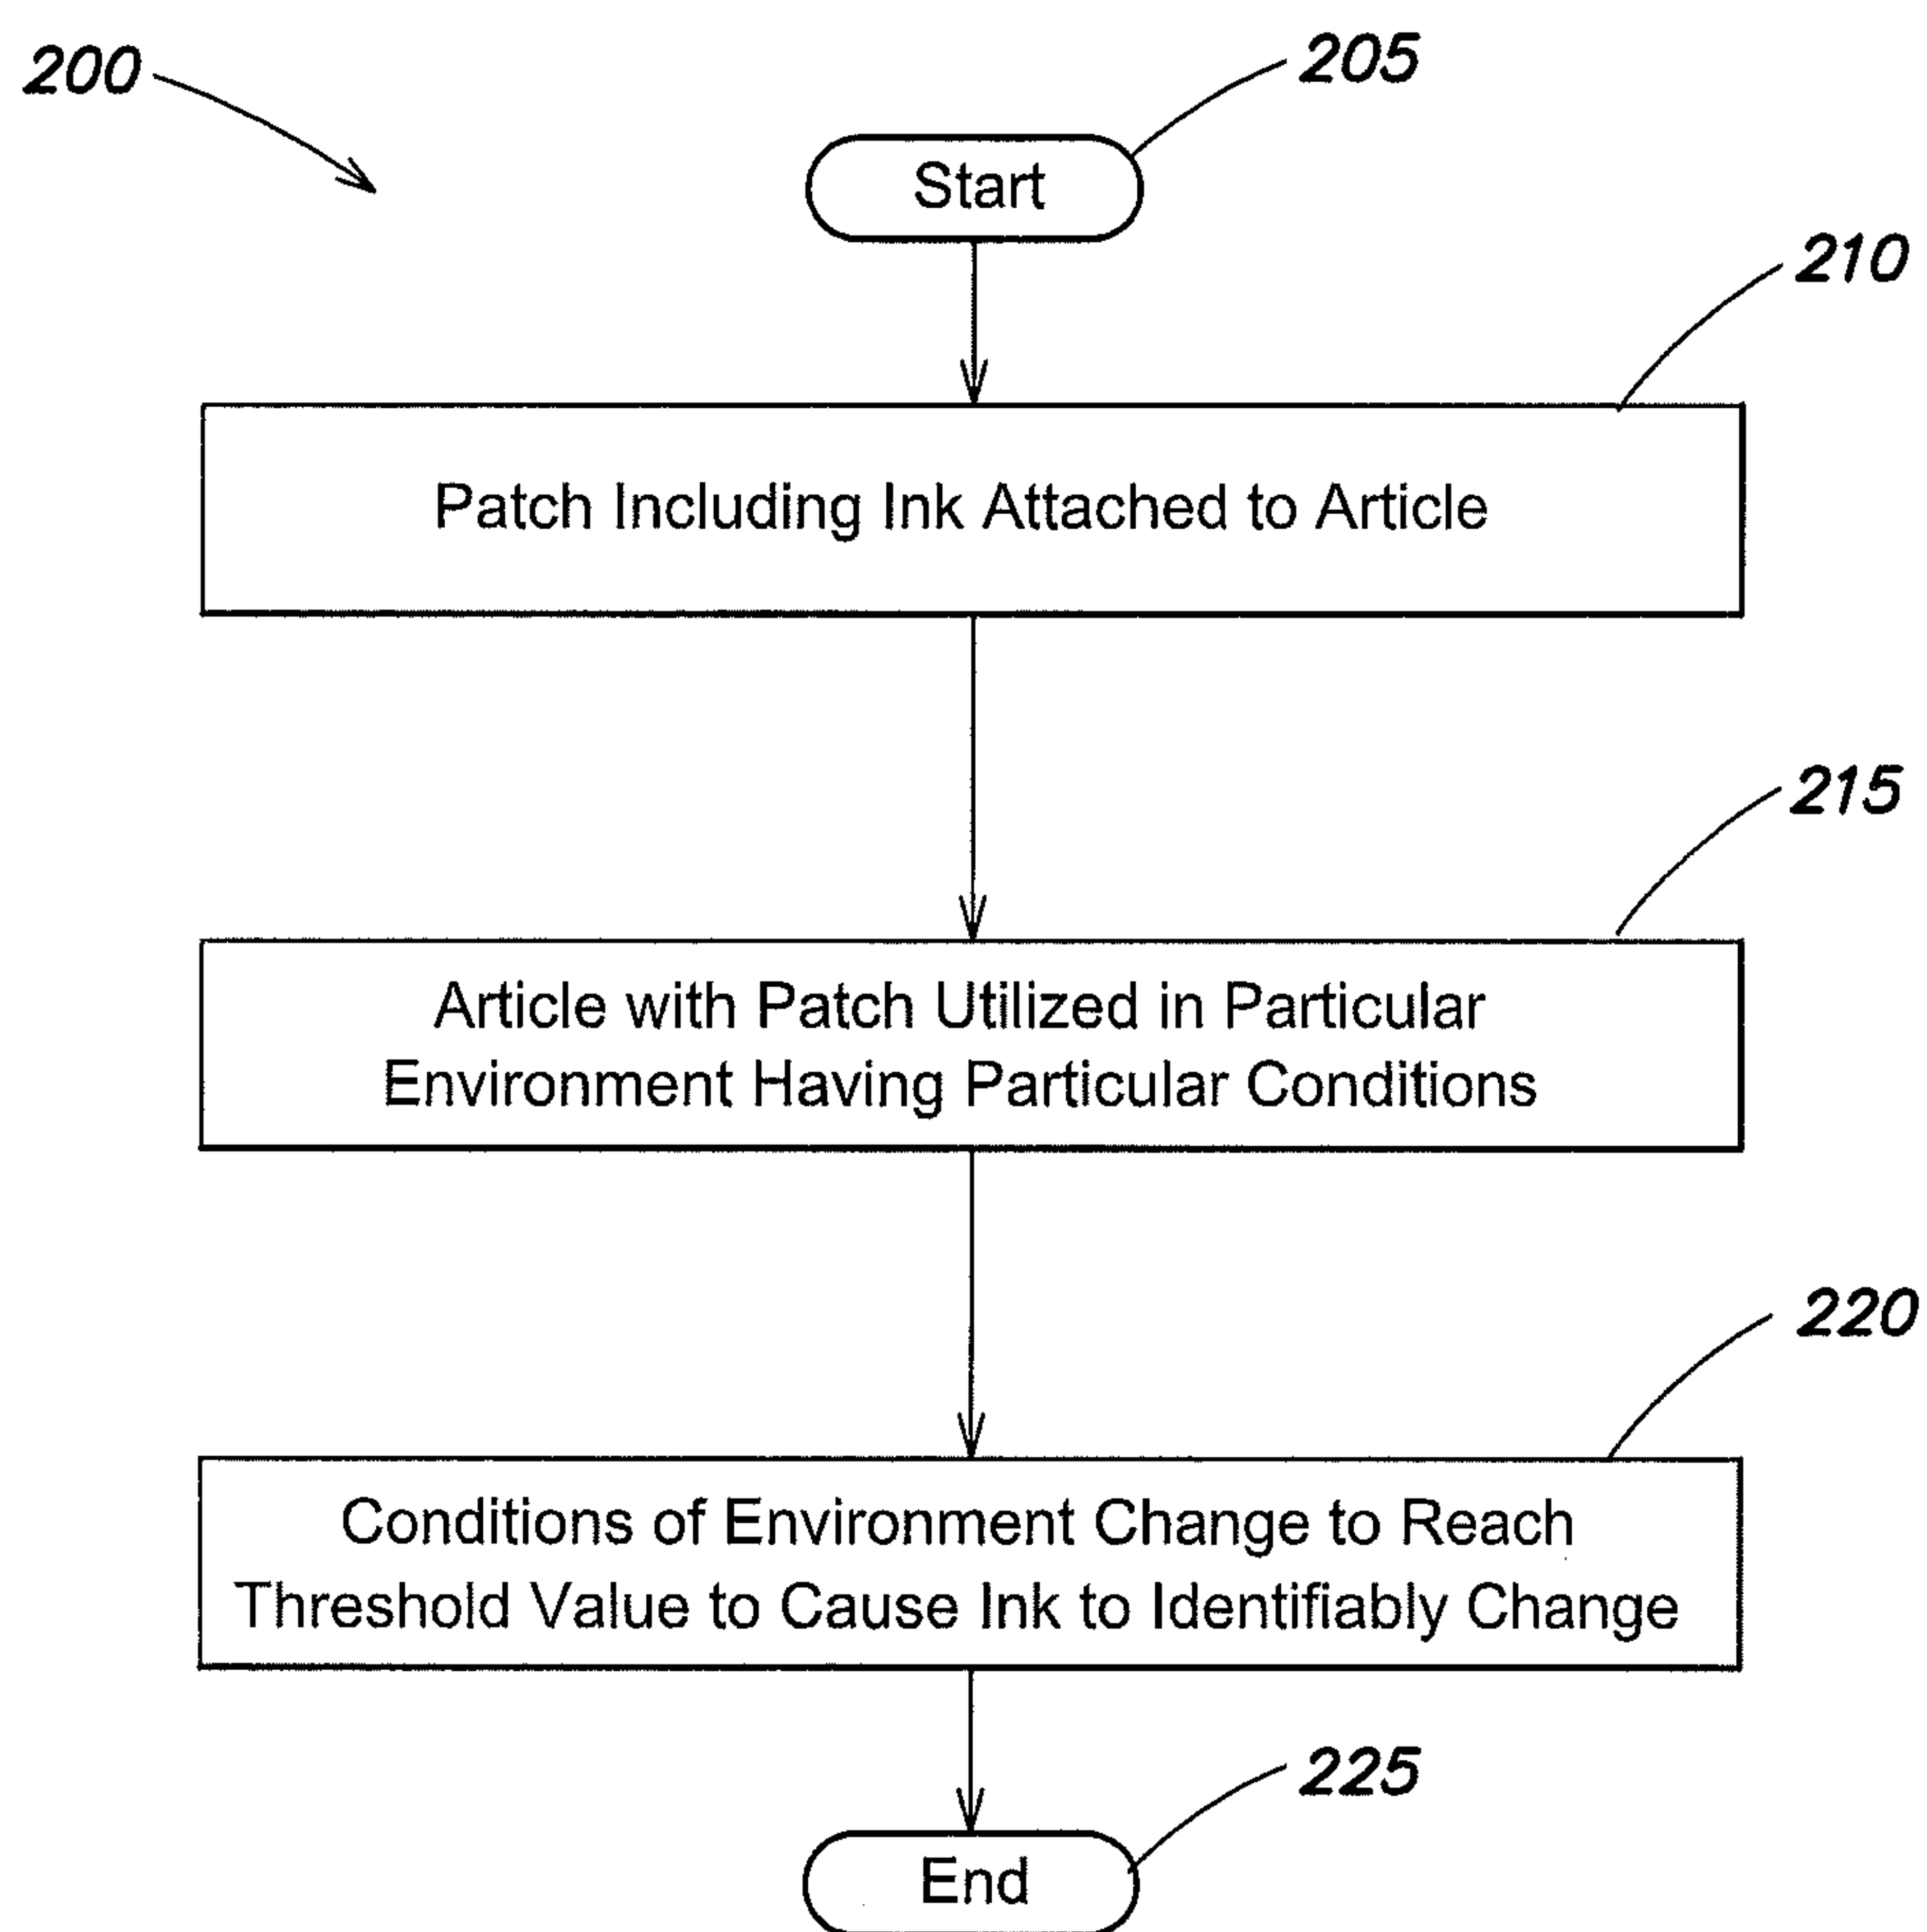 200
205
Start
210
Patch Including Ink Attached to Article
215
Article with Patch Utilized in Particular
Environment Having Particular Conditions
220
Conditions of Environment Change to Reach
Threshold Value to Cause Ink to Identifiably Change
225
End